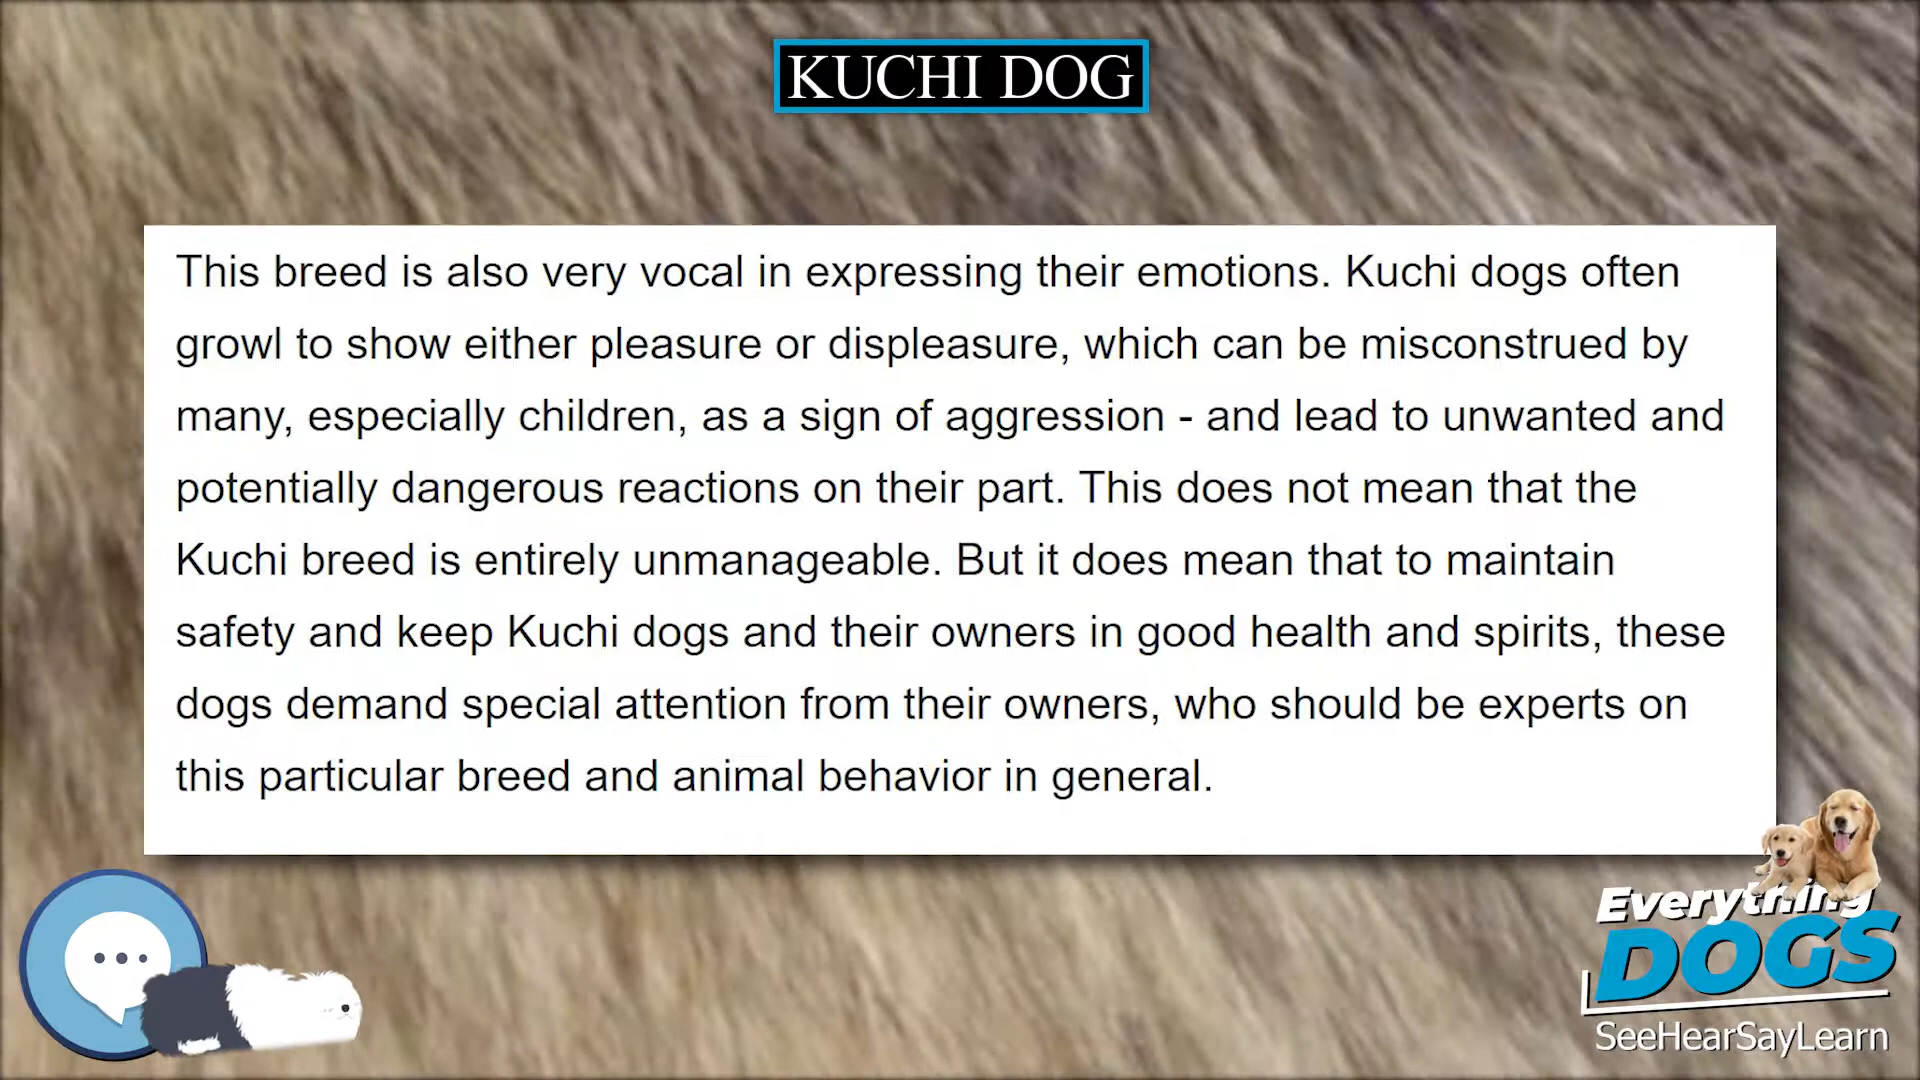 KUCHI DOG
This breed is also very vocal in expressing their emotions. Kuchi dogs often
growl to show either pleasure or displeasure, which can be misconstrued by
many, especially children, as a sign of aggression - and lead to unwanted and
potentially dangerous reactions on their part. This does not mean that the
Kuchi breed is entirely unmanageable. But it does mean that to maintain
safety and keep Kuchi dogs and their owners in good health and spirits, these
dogs demand special attention from their owners, who should be experts on
this particular breed and animal behavior in general.
Everything
DOGS
SeeHearSayLearn